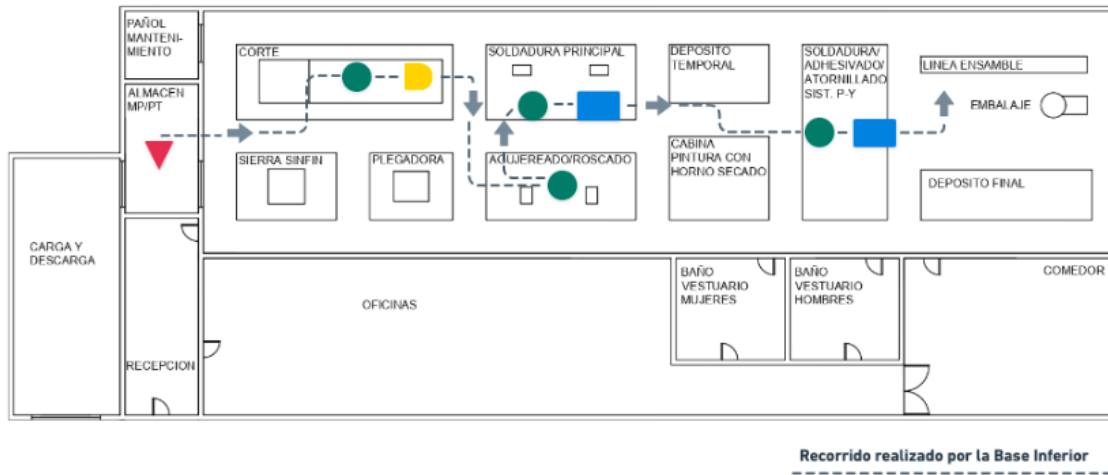 PAÑOL
MANTENI-
MIENTO
ALMACEN
MP/PT
CORTE
SOLDADURA PRINCIPAL
DEPOSITO
TEMPORAL
SOLDADURA/
ADHESIVADO/
ATORNILLADO
SIST. P-Y
LINEA ENSAMBLE
EMBALAJE
SIERRA SINFIN
PLEGADORA
AGUJEREADO/ROSCADO
CABINA
PINTURA CON
HORNO SECADO
DEPOSITO FINAL
CARGA Y
DESCARGA
RECEPCION
OFICINAS
BAÑO
VESTUARIO
MUJERES
BAÑO
VESTUARIO
HOMBRES
COMEDOR
Recorrido realizado por la Base Inferior